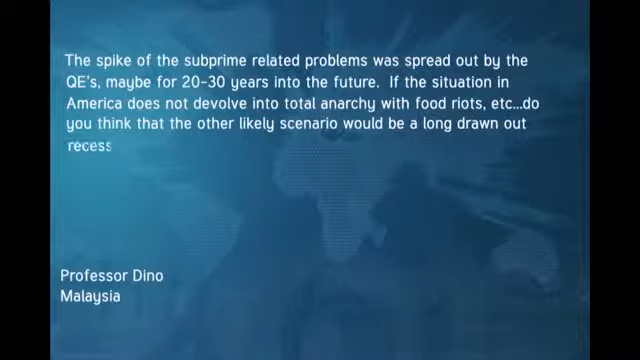 The spike of the subprime related problems was spread out by the
QE's, maybe for 20-30 years into the future.  If the situation in
America does not devolve into total anarchy with food riots, etc...do
you think that the other likely scenario would be a long drawn out
recess
Professor Dino
Malaysia